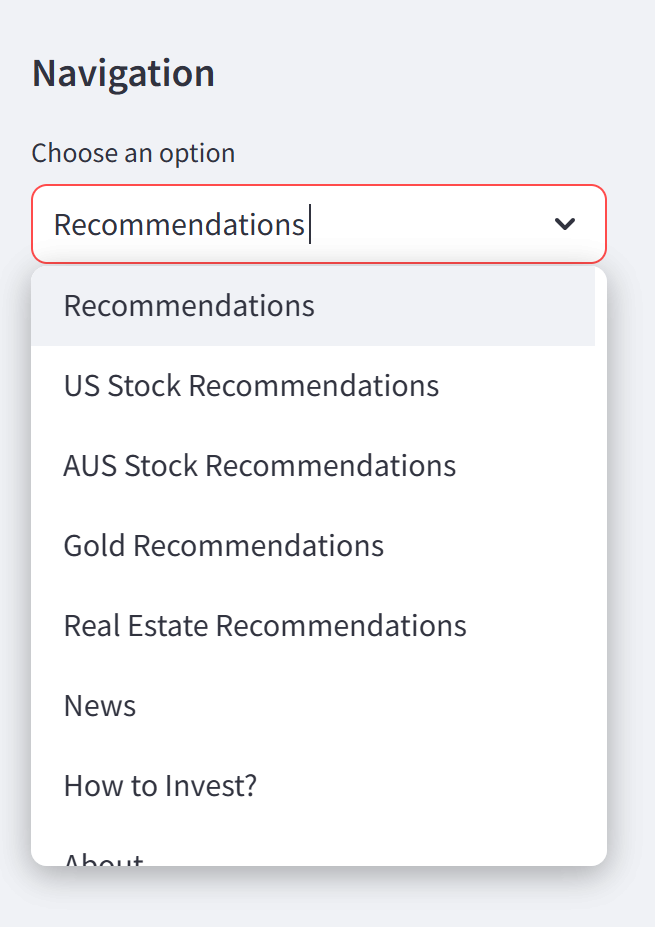 Navigation
Choose an option
Recommendations
Recommendations
US Stock Recommendations
AUS Stock Recommendations
Gold Recommendations
Real Estate Recommendations
News
How to Invest?
About